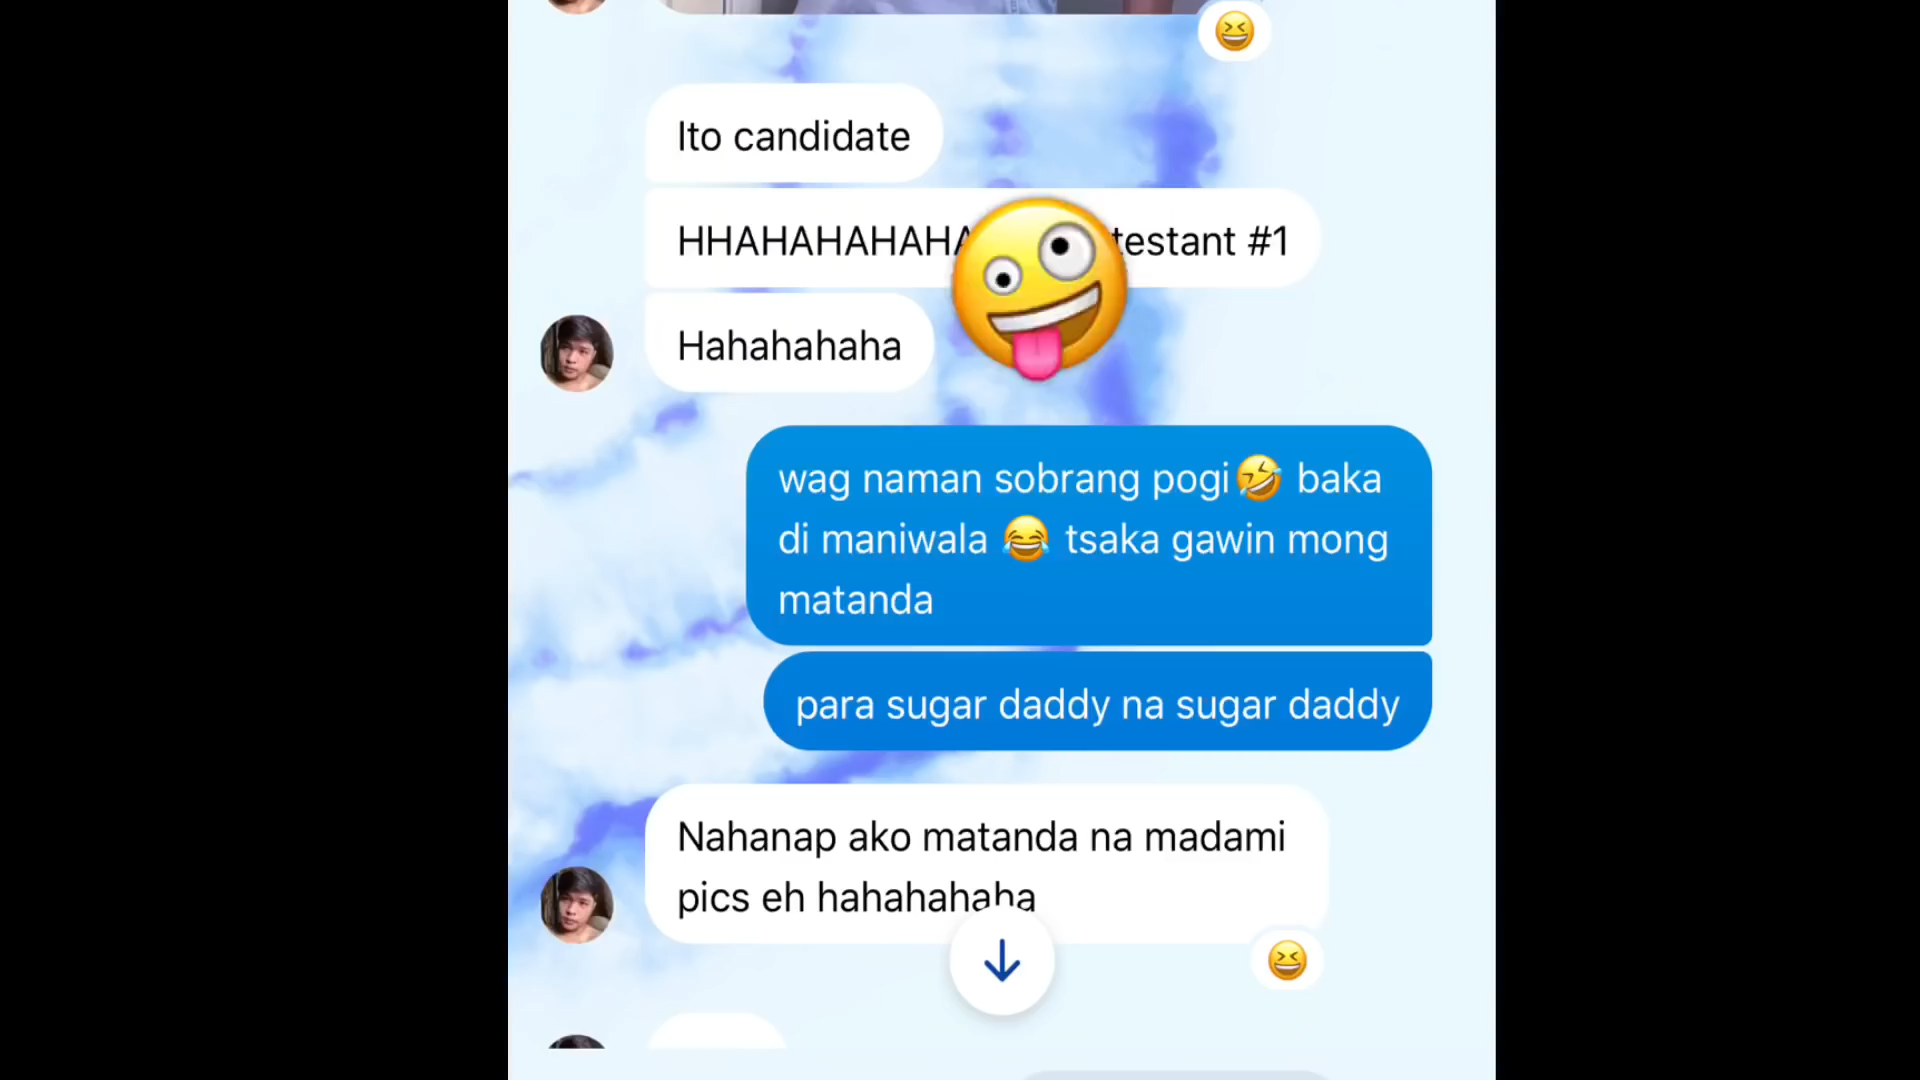 Ito candidate
HHAHAHAHAHA testant #1
Hahahahaha
wag naman sobrang pogi🤣 baka
di maniwala 😂 tsaka gawin mong
matanda
para sugar daddy na sugar daddy
Nahanap ako matanda na madami
pics eh hahahahaha